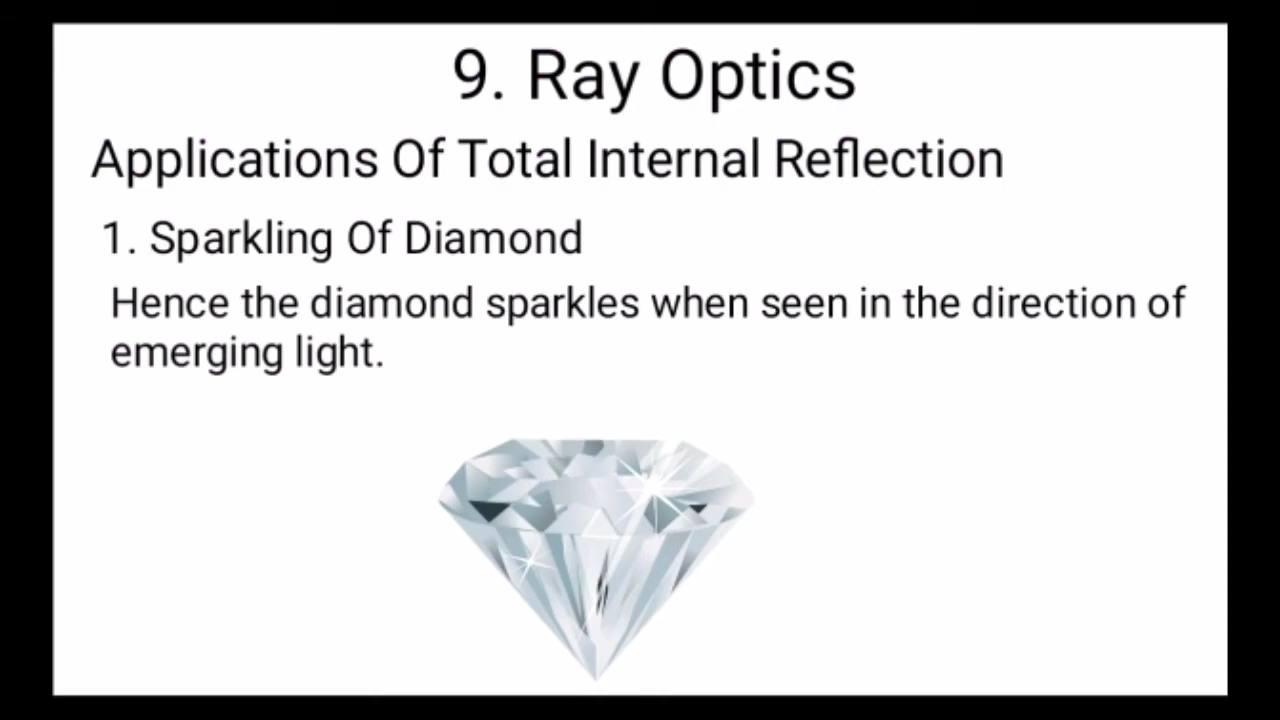 9. Ray Optics
Applications Of Total Internal Reflection
1. Sparkling Of Diamond
Hence the diamond sparkles when seen in the direction of
emerging light.